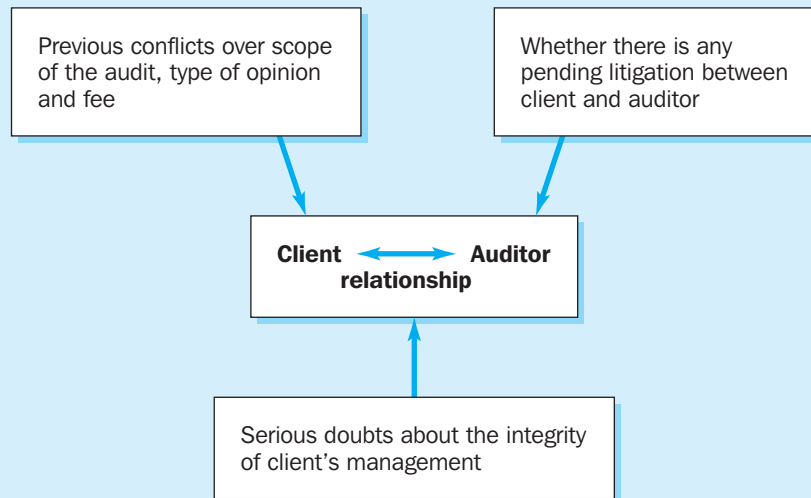 Previous conflicts over scope
of the audit, type of opinion
and fee
Whether there is any
pending litigation between
client and auditor
Client Auditor
relationship
Serious doubts about the integrity
of client's management